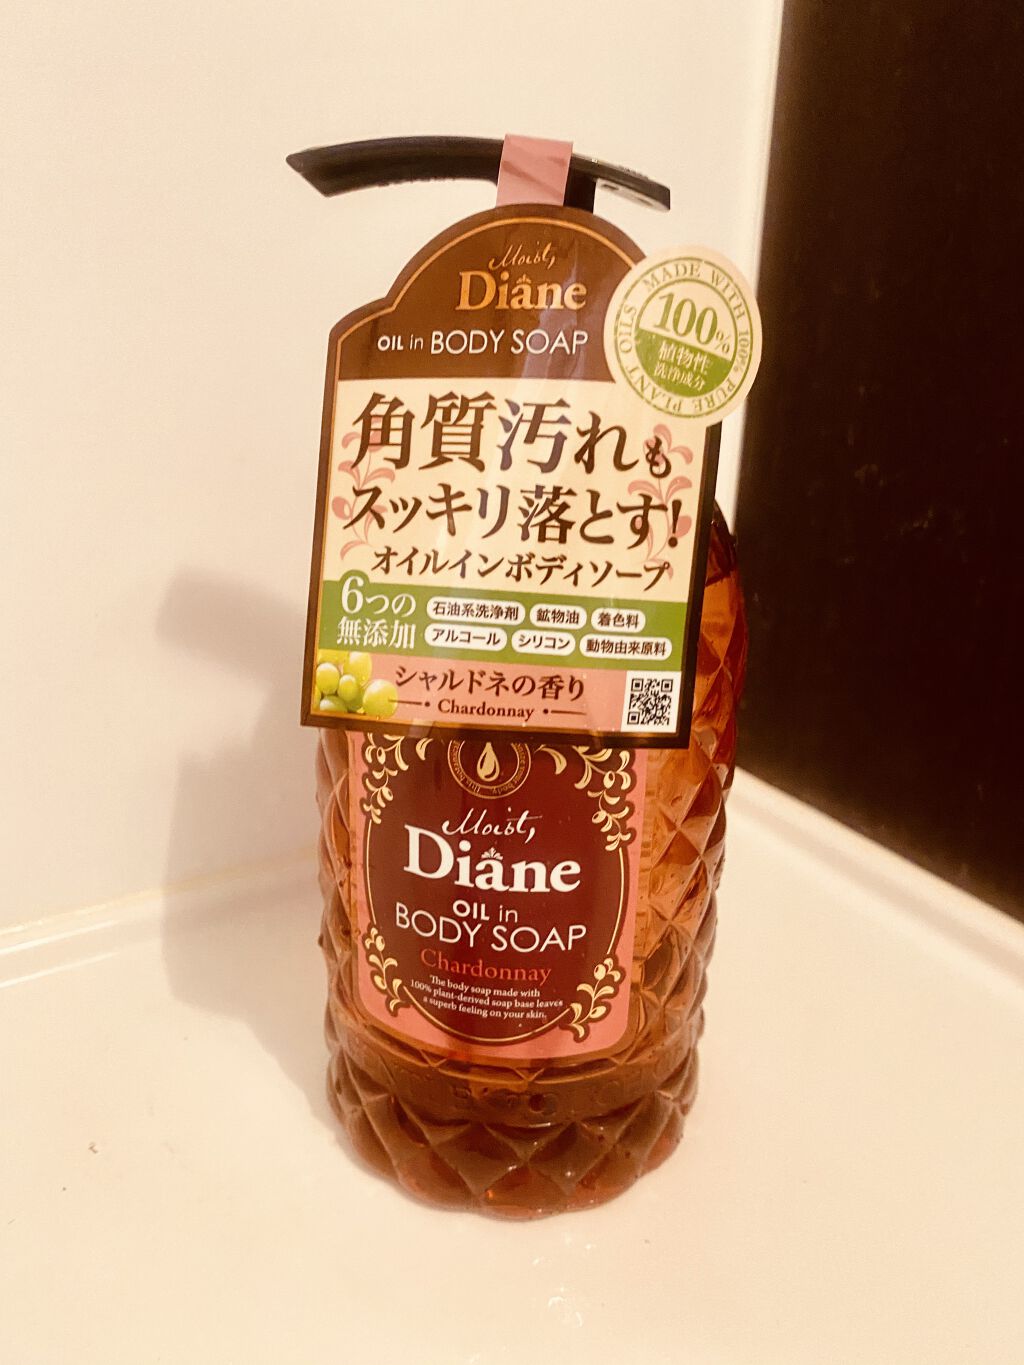 Moist,
Diâne
OIL in BODY SOAP
MADE WITH 100% PURE PLANT OILS
100%
植物性
洗浄成分
角質汚れも
スッキリ落とす!
オイルインボディソープ
6つの
無添加
石油系洗浄剤 鉱物油 着色料
アルコール シリコン 動物由来原料
シャルドネの香り
Chardonnay
Moist,
Diâne
OIL in
BODY SOAP
Chardonnay
The body soap made with
100% plant-derived soap base leaves
a superb feeling on your skin.